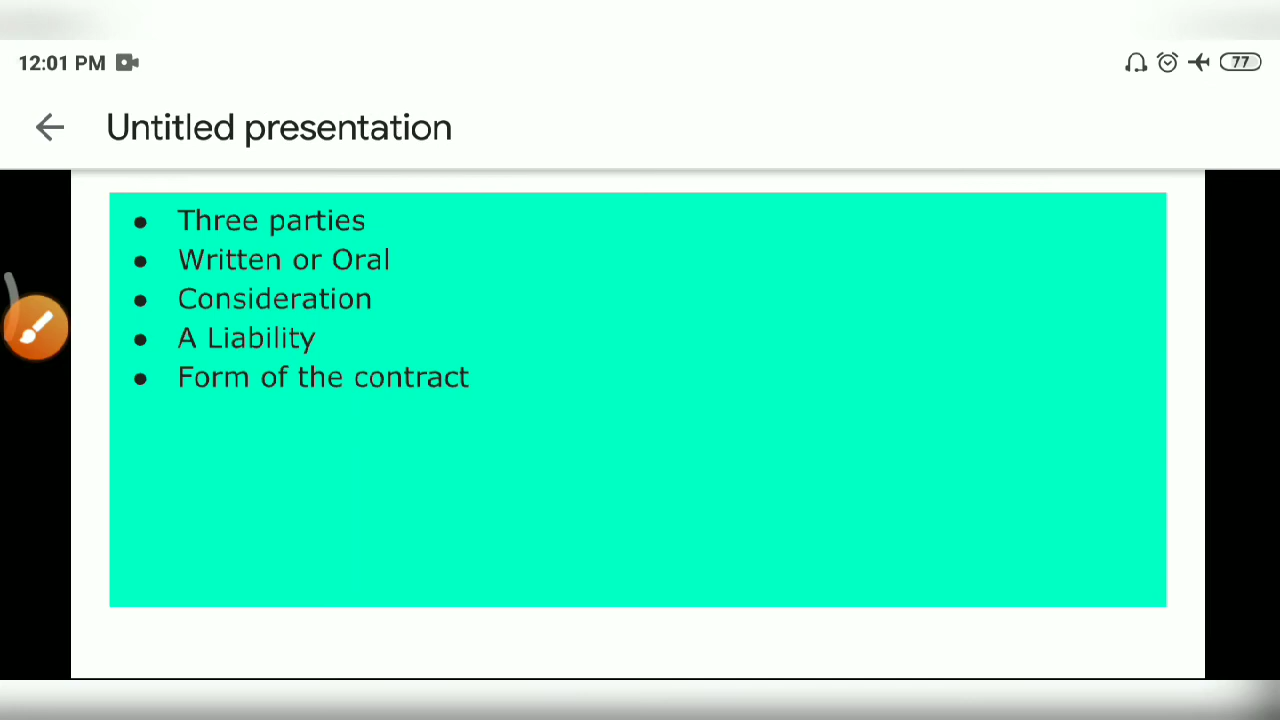 12:01 PM
77
Untitled presentation
• Three parties
• Written or Oral
• Consideration
• A Liability
• Form of the contract